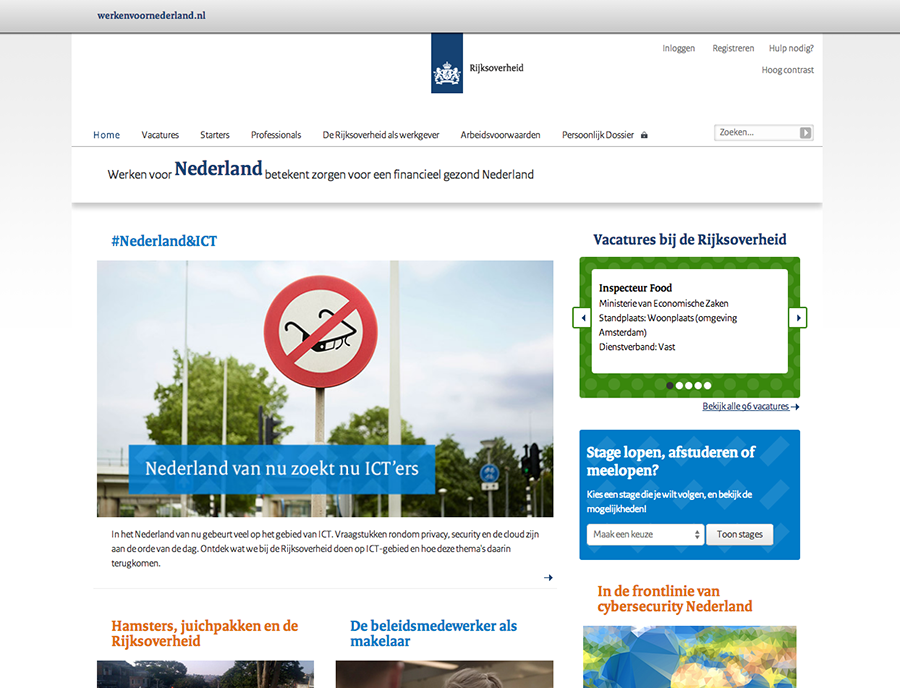 werkenvoornederland.nl
Rijksoverheid
Inloggen Registreren Hulp nodig?
Hoog contrast
Home Vacatures Starters Professionals De Rijksoverheid als werkgever Arbeidsvoorwaarden Persoonlijk Dossier
Zoeken...
Werken voor Nederland betekent zorgen voor een financieel gezond Nederland
#Nederland&ICT
Nederland van nu zoekt nu ICT'ers
In het Nederland van nu gebeurt veel op het gebied van ICT. Vraagstukken rondom privacy, security en de cloud zijn
aan de orde van de dag. Ontdek wat we bij de Rijksoverheid doen op ICT-gebied en hoe deze thema's daarin
terugkomen.
Hamsters, juichpakken en de
Rijksoverheid
De beleidsmedewerker als
makelaar
Vacatures bij de Rijksoverheid
Inspecteur Food
Ministerie van Economische Zaken
Standplaats: Woonplaats (omgeving
Amsterdam)
Dienstverband: Vast
Bekijk alle 96 vacatures
Stage lopen, afstuderen of
meelopen?
Kies een stage die je wilt volgen, en bekijk de
mogelijkheden!
Maak een keuze Toon stages
In de frontlinie van
cybersecurity Nederland